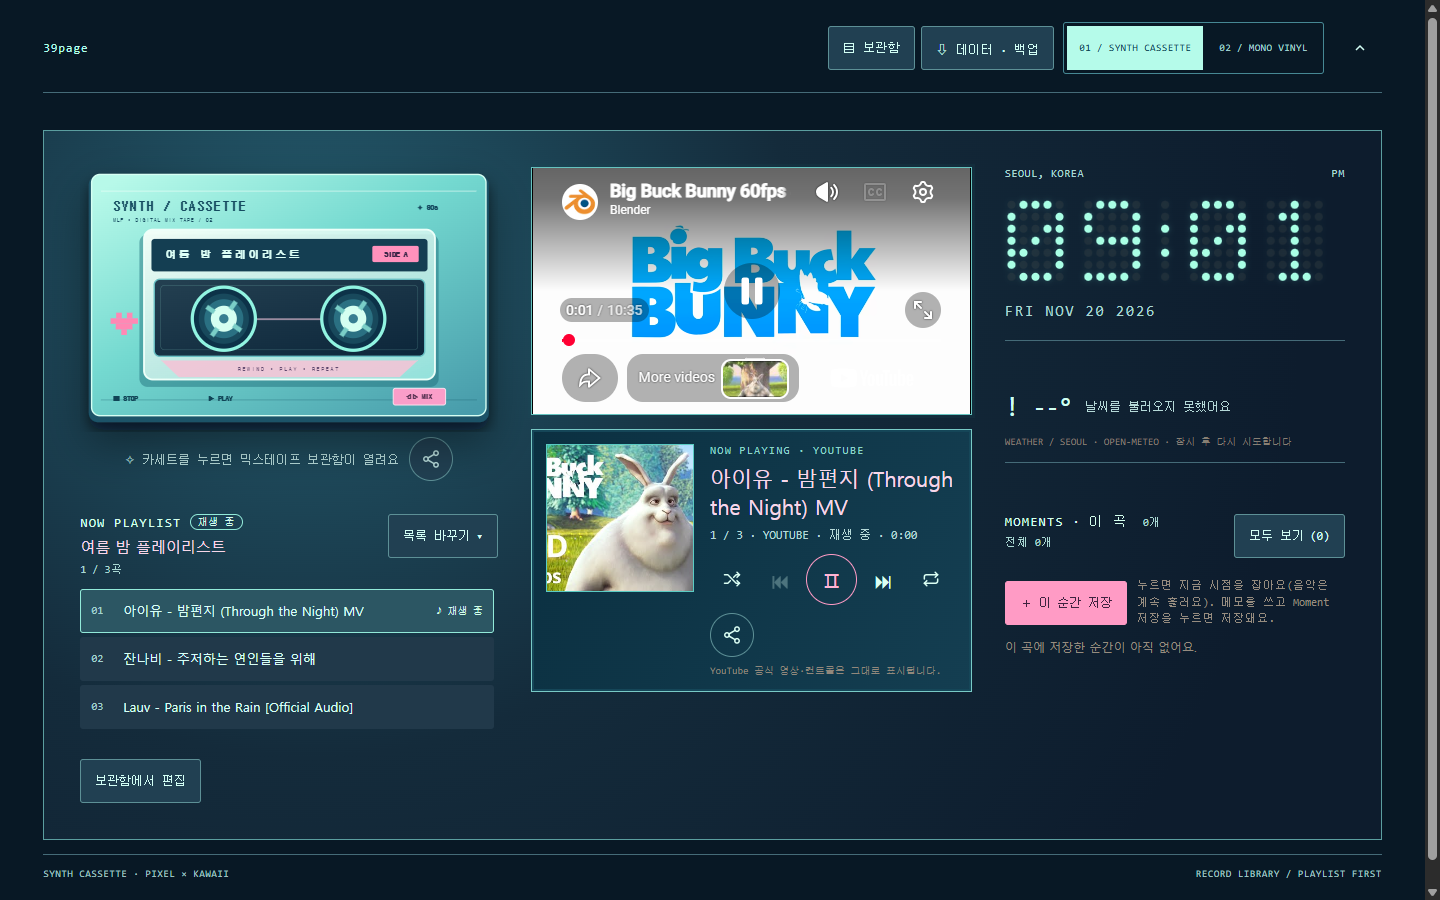 39page
보관함
데이터 · 백업
01 / SYNTH CASSETTE
02 / MONO VINYL
SYNTH / CASSETTE
MLP · DIGITAL MIX TAPE / 02
✦ 90s
여름 밤 플레이리스트
SIDE A
REWIND · PLAY · REPEAT
■ STOP
▶ PLAY
MIX
✧ 카세트를 누르면 믹스테이프 보관함이 열려요
NOW PLAYLIST 재생 중
여름 밤 플레이리스트
1 / 3곡
목록 바꾸기 ▾
01 아이유 - 밤편지 (Through the Night) MV ♪ 재생 중
02 잔나비 - 주저하는 연인들을 위해
03 Lauv - Paris in the Rain [Official Audio]
보관함에서 편집
Big Buck Bunny 60fps
Blender
CC
Big Buck
BUNNY
0:01 / 10:35
More videos
NOW PLAYING · YOUTUBE
아이유 - 밤편지 (Through
the Night) MV
1 / 3 · YOUTUBE · 재생 중 · 0:00
YouTube 공식 영상·컨트롤은 그대로 표시됩니다.
SEOUL, KOREA
PM
09:01
FRI NOV 20 2026
! --° 날씨를 불러오지 못했어요
WEATHER / SEOUL · OPEN-METEO · 잠시 후 다시 시도합니다
MOMENTS · 이 곡 0개
전체 0개
모두 보기 (0)
+ 이 순간 저장
누르면 지금 시점을 잡아요(음악은
계속 흘러요). 메모를 쓰고 Moment
저장을 누르면 저장돼요.
이 곡에 저장한 순간이 아직 없어요.
SYNTH CASSETTE · PIXEL × KAWAII
RECORD LIBRARY / PLAYLIST FIRST